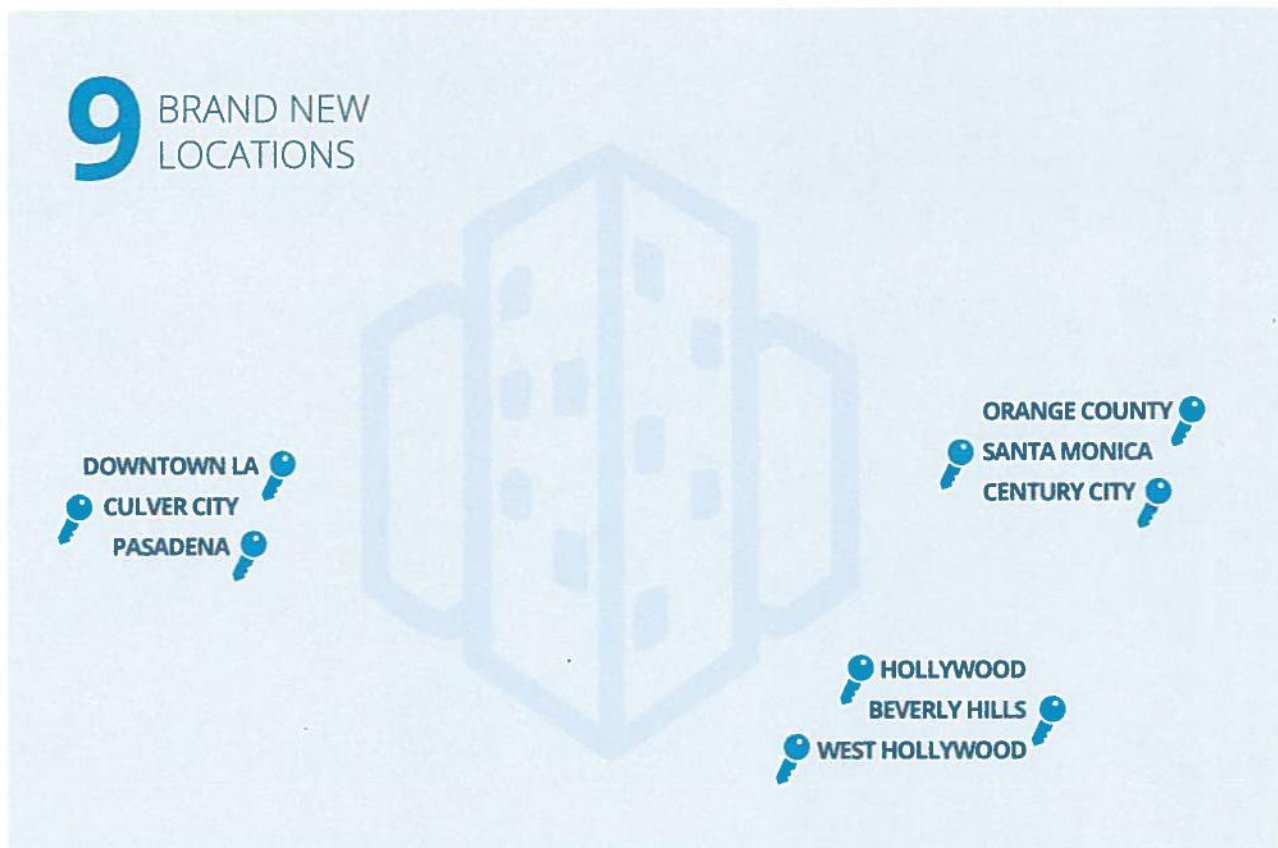 9 BRAND NEW
LOCATIONS
DOWNTOWN LA
CULVER CITY
PASADENA
ORANGE COUNTY
SANTA MONICA
CENTURY CITY
HOLLYWOOD
BEVERLY HILLS
WEST HOLLYWOOD